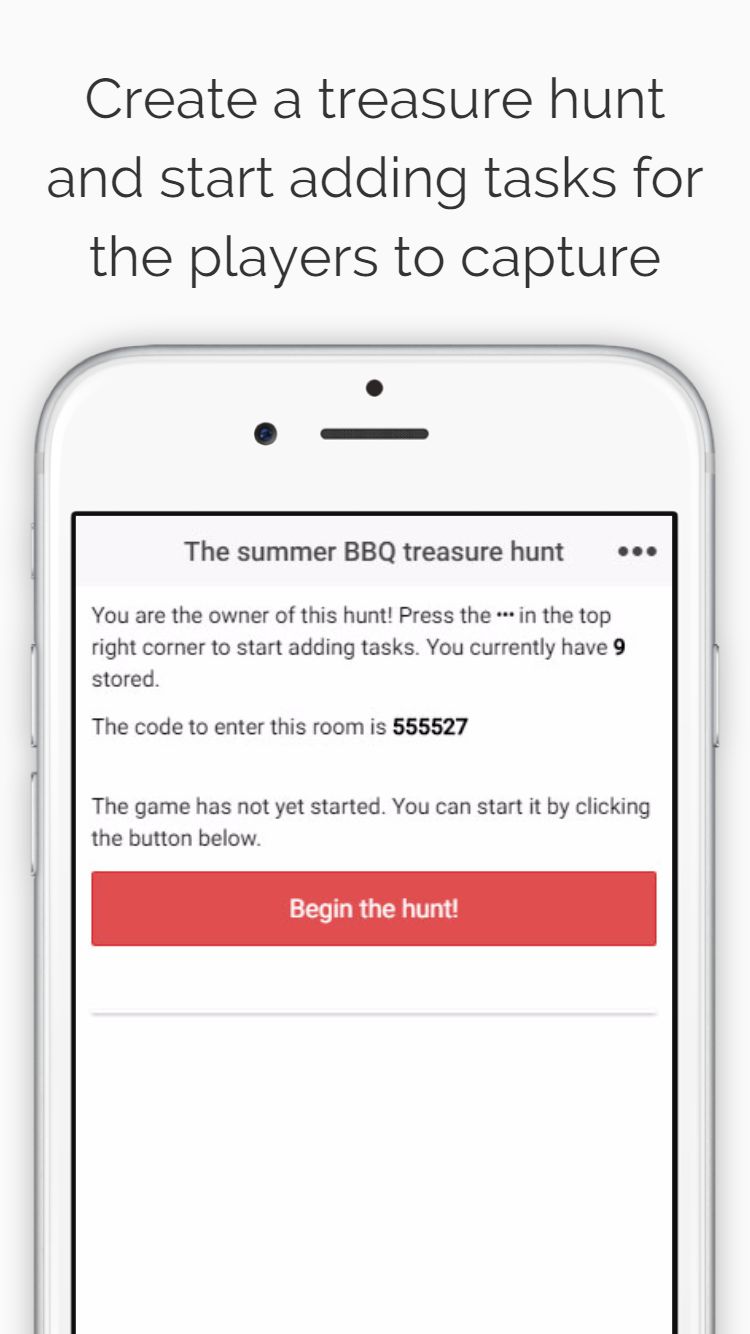 Create a treasure hunt
and start adding tasks for
the players to capture
The summer BBQ treasure hunt •••
You are the owner of this hunt! Press the ••• in the top
right corner to start adding tasks. You currently have 9
stored.
The code to enter this room is 555527
The game has not yet started. You can start it by clicking
the button below.
Begin the hunt!